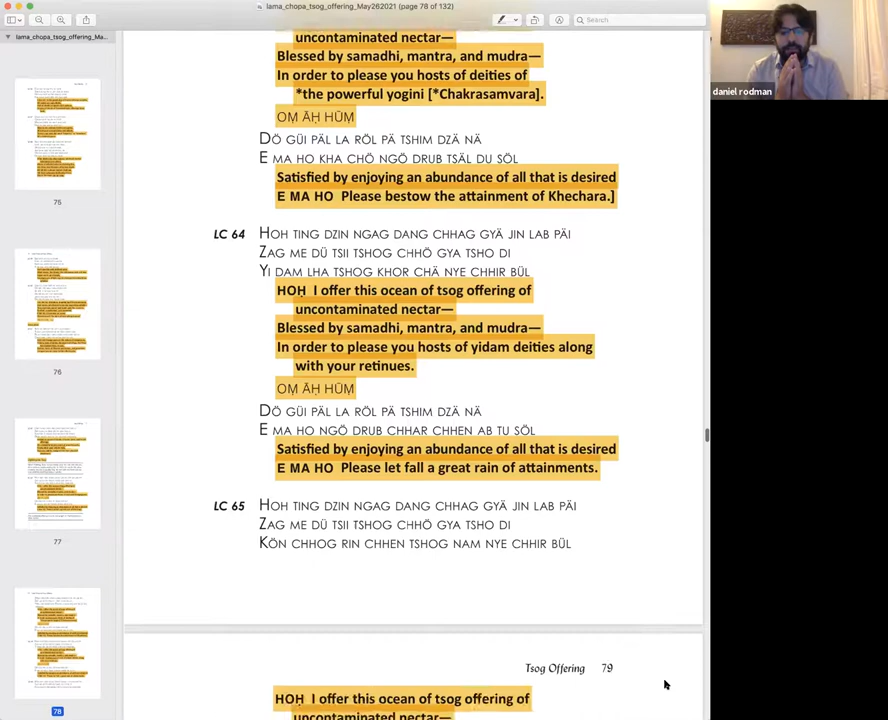 lama_chopa_tsog_offering_May262021 (page 78 of 132)
Search
lama_chopa_tsog_offering_Ma...
75
76
77
78
uncontaminated nectar—
Blessed by samadhi, mantra, and mudra—
In order to please you hosts of deities of
*the powerful yogini [*Chakrasamvara].
OṂ ĀḤ HŪṂ
DÖ GÜI PÄL LA RÖL PÄ TSHIM DZÄ NÄ
E MA HO KHA CHÖ NGÖ DRUB TSÄL DU SÖL
Satisfied by enjoying an abundance of all that is desired
E MA HO Please bestow the attainment of Khechara.]
LC 64 HOH TING DZIN NGAG DANG CHHAG GYÄ JIN LAB PÄI
ZAG ME DÜ TSII TSHOG CHHÖ GYA TSHO DI
YI DAM LHA TSHOG KHOR CHÄ NYE CHHIR BÜL
HOḤ I offer this ocean of tsog offering of
uncontaminated nectar—
Blessed by samadhi, mantra, and mudra—
In order to please you hosts of yidam deities along
with your retinues.
OṂ ĀḤ HŪṂ
DÖ GÜI PÄL LA RÖL PÄ TSHIM DZÄ NÄ
E MA HO NGÖ DRUB CHHAR CHHEN AB TU SÖL
Satisfied by enjoying an abundance of all that is desired
E MA HO Please let fall a great rain of attainments.
LC 65 HOH TING DZIN NGAG DANG CHHAG GYÄ JIN LAB PÄI
ZAG ME DÜ TSII TSHOG CHHÖ GYA TSHO DI
KÖN CHHOG RIN CHHEN TSHOG NAM NYE CHHIR BÜL
Tsog Offering 79
HOḤ I offer this ocean of tsog offering of
uncontaminated nectar—
daniel rodman